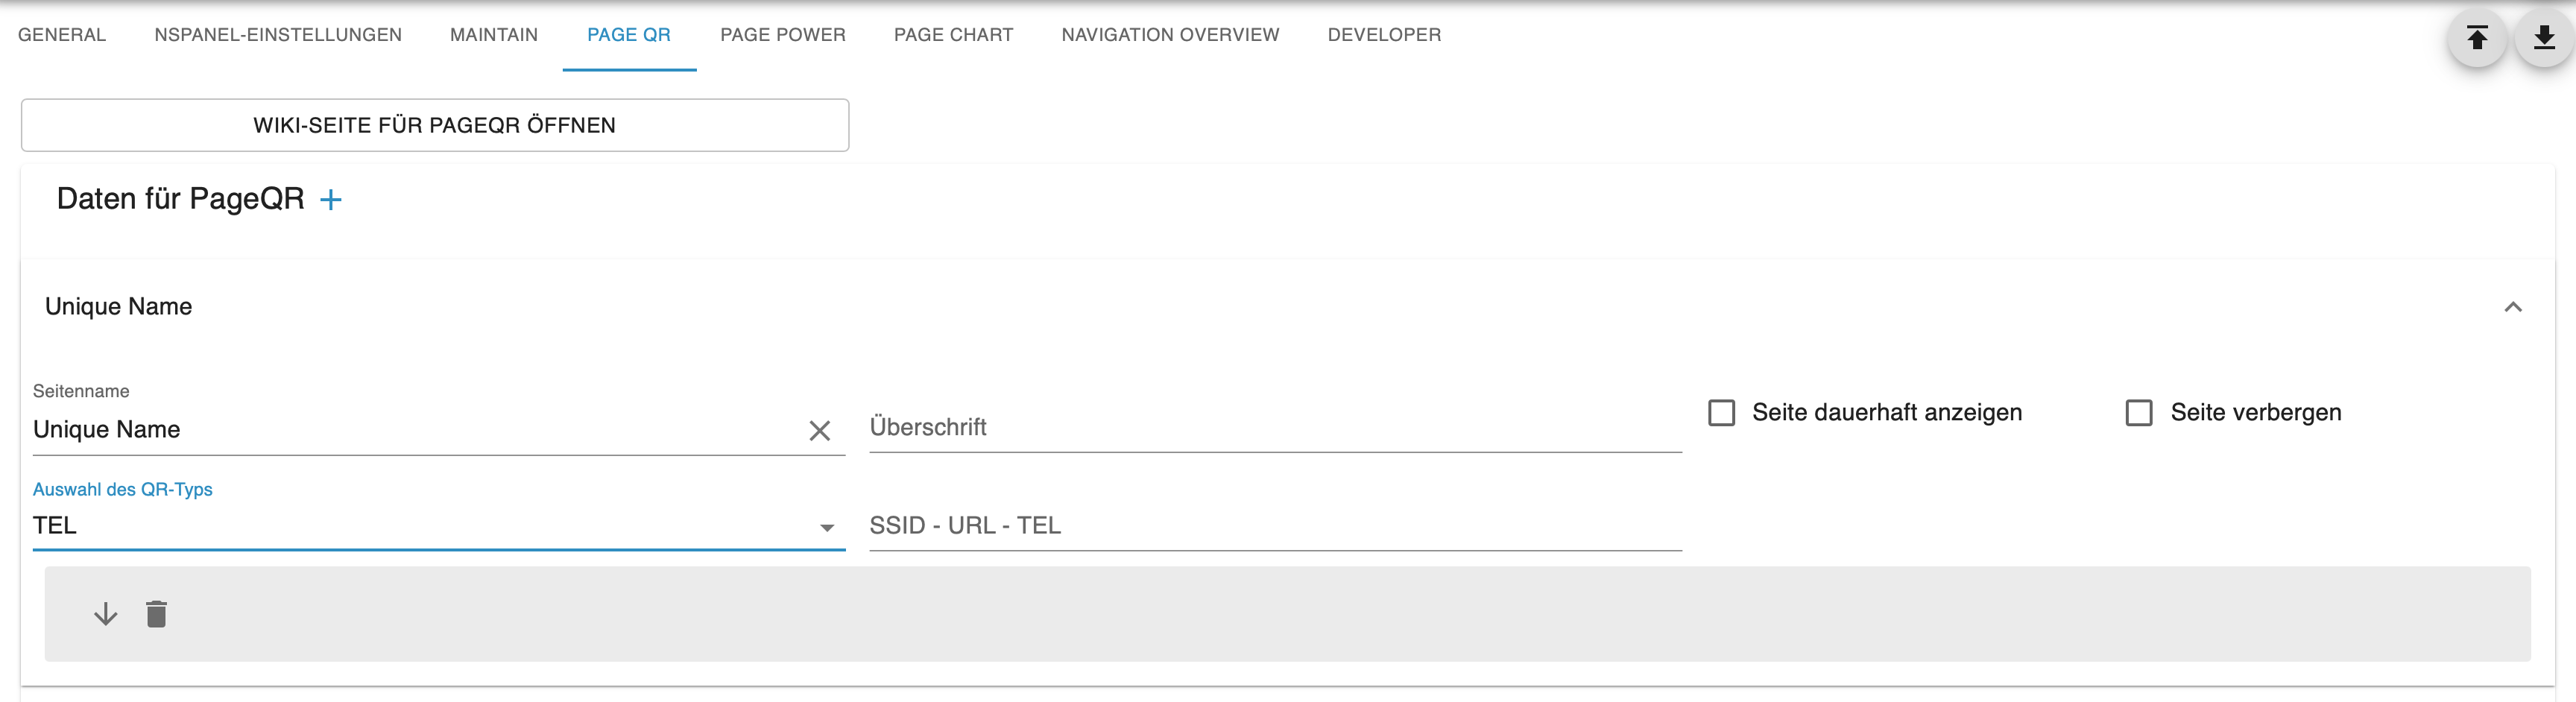 GENERAL NSPANEL-EINSTELLUNGEN MAINTAIN PAGE QR PAGE POWER PAGE CHART NAVIGATION OVERVIEW DEVELOPER
WIKI-SEITE FÜR PAGEQR ÖFFNEN
Daten für PageQR
Unique Name
Seitenname
Unique Name
Überschrift
Seite dauerhaft anzeigen
Seite verbergen
Auswahl des QR-Typs
TEL
SSID - URL - TEL